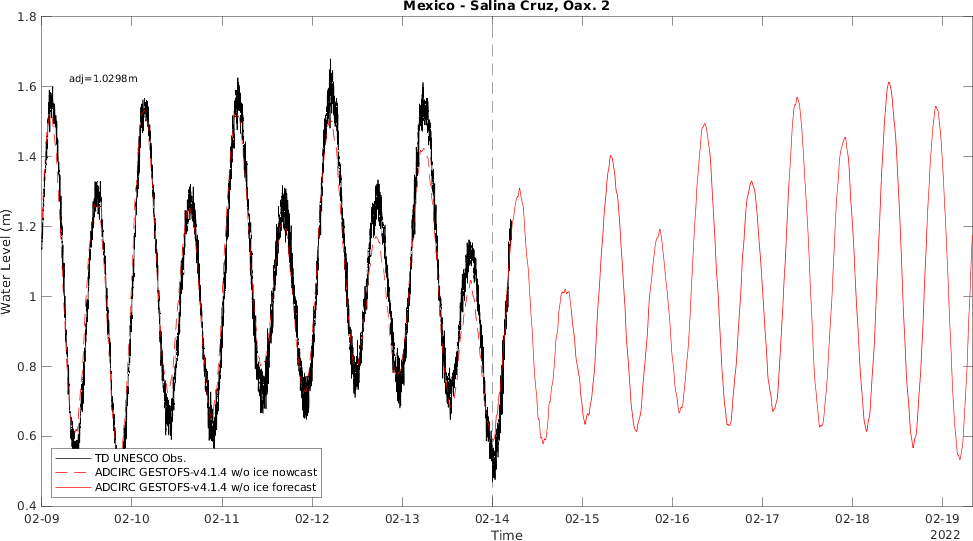 Mexico - Salina Cruz, Oax. 2
adj=1.0298m
Water Level (m)
1.8
1.6
1.4
1.2
1
0.8
0.6
0.4
TD UNESCO Obs.
ADCIRC GESTOFS-v4.1.4 w/o ice nowcast
ADCIRC GESTOFS-v4.1.4 w/o ice forecast
02-09 02-10 02-11 02-12 02-13 02-14 02-15 02-16 02-17 02-18 02-19
Time
2022